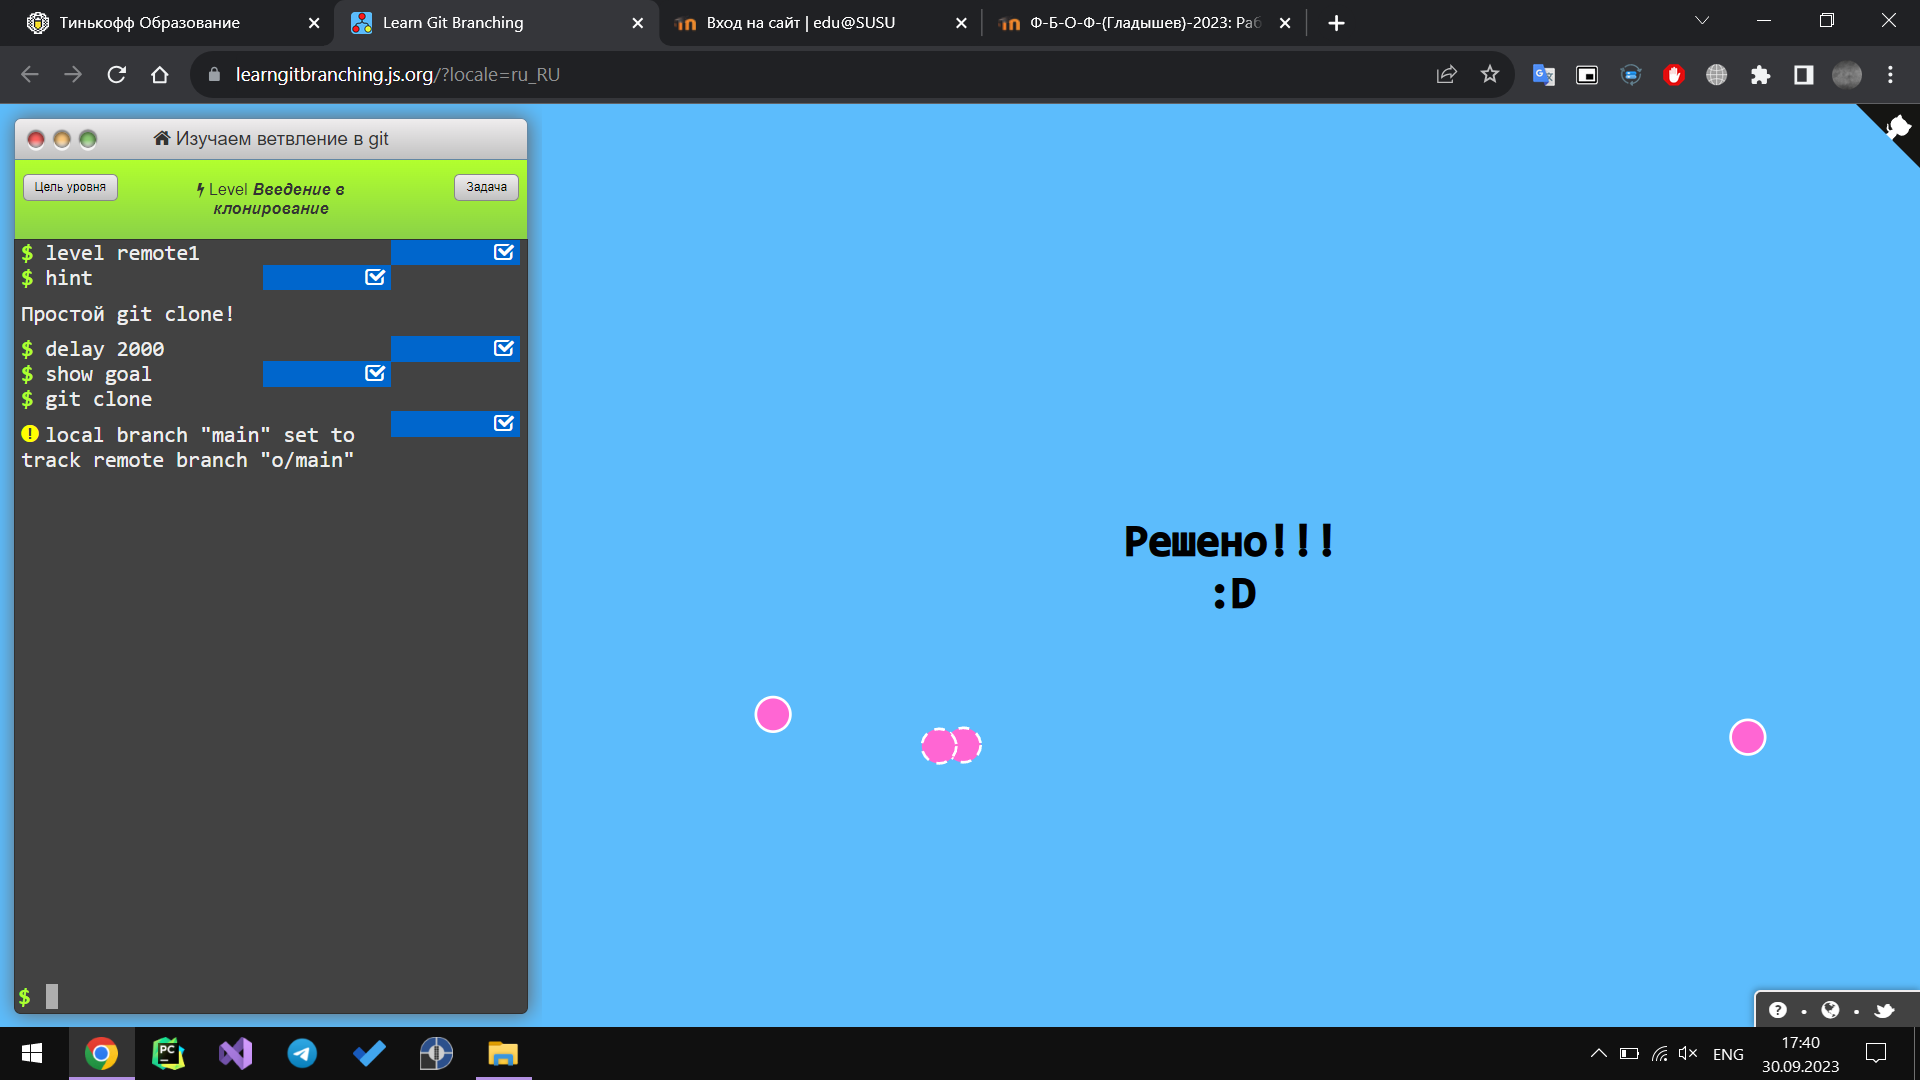 Тинькофф Образование
Learn Git Branching
Вход на сайт | edu@SUSU
Ф-Б-О-Ф-(Гладышев)-2023: Раб
learngitbranching.js.org/?locale=ru_RU
Изучаем ветвление в git
Цель уровня
Level Введение в
клонирование
Задача
$ level remote1
$ hint
Простой git clone!
$ delay 2000
$ show goal
$ git clone
local branch "main" set to
track remote branch "o/main"
$
Решено!!!
:D
PC
ENG
17:40
30.09.2023